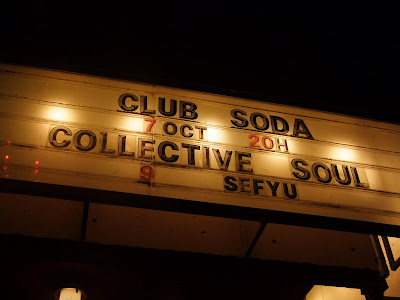 CLUB SODA
7 OCT 20H
COLLECTIVE SOUL
9 SEFYU